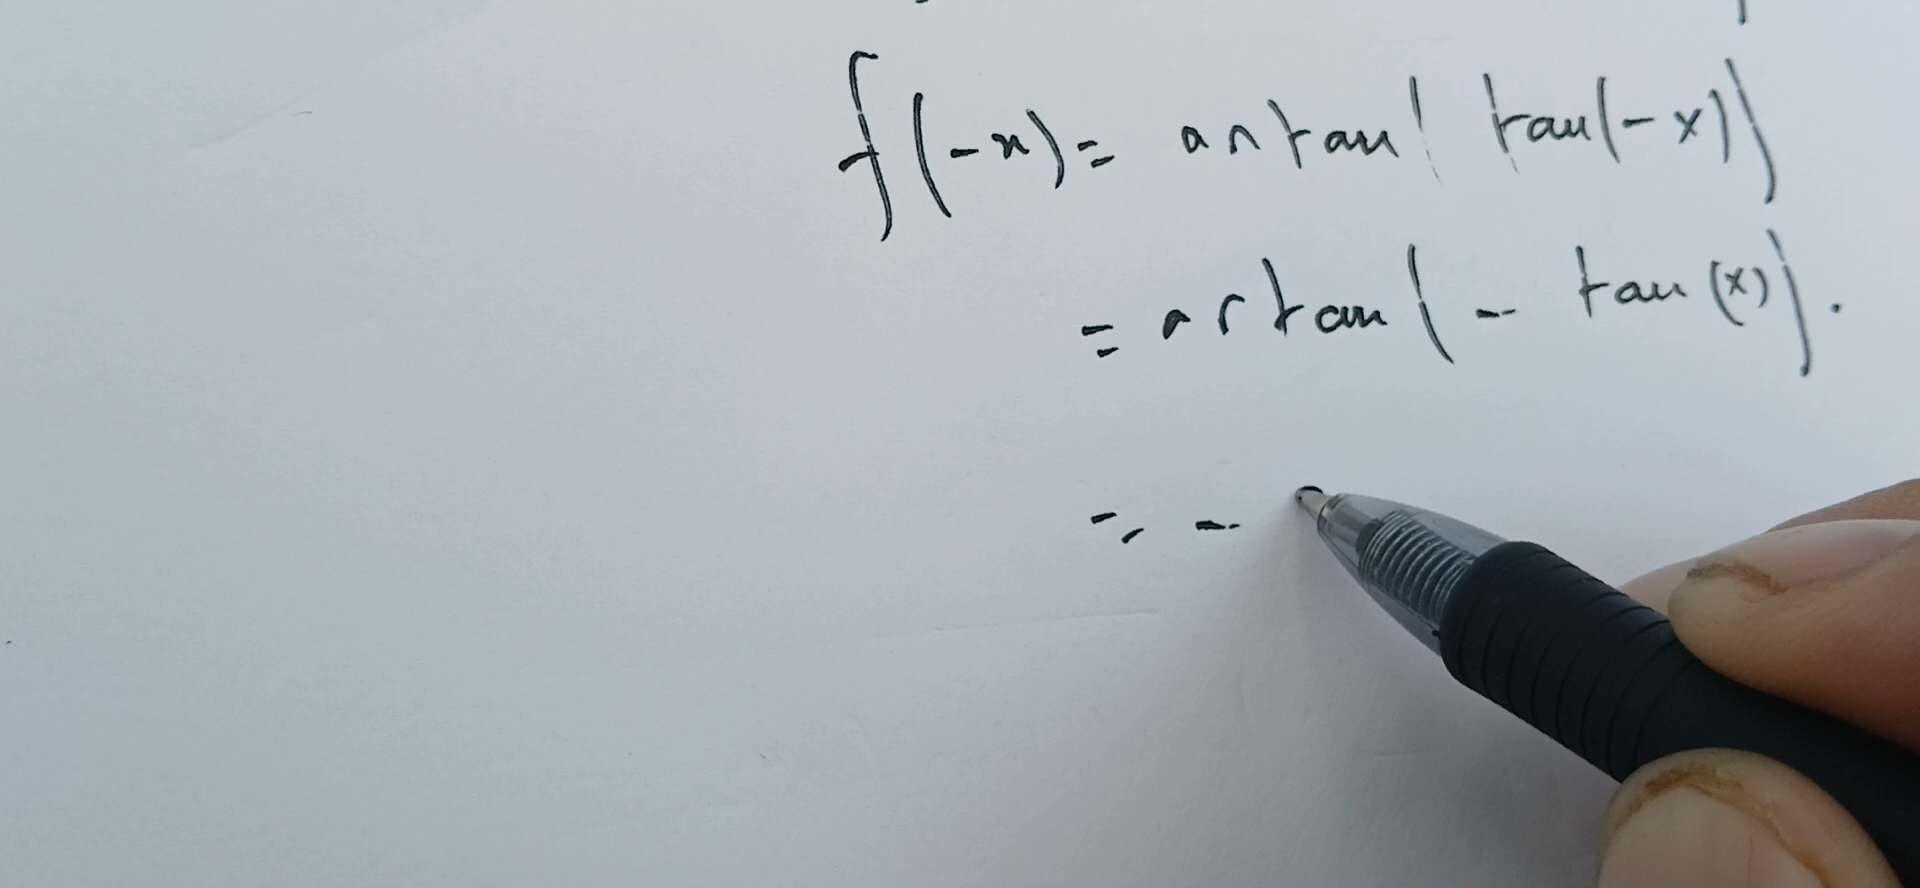 f(-x)= artan(tan(-x))
= artan(- tan(x)).
= -